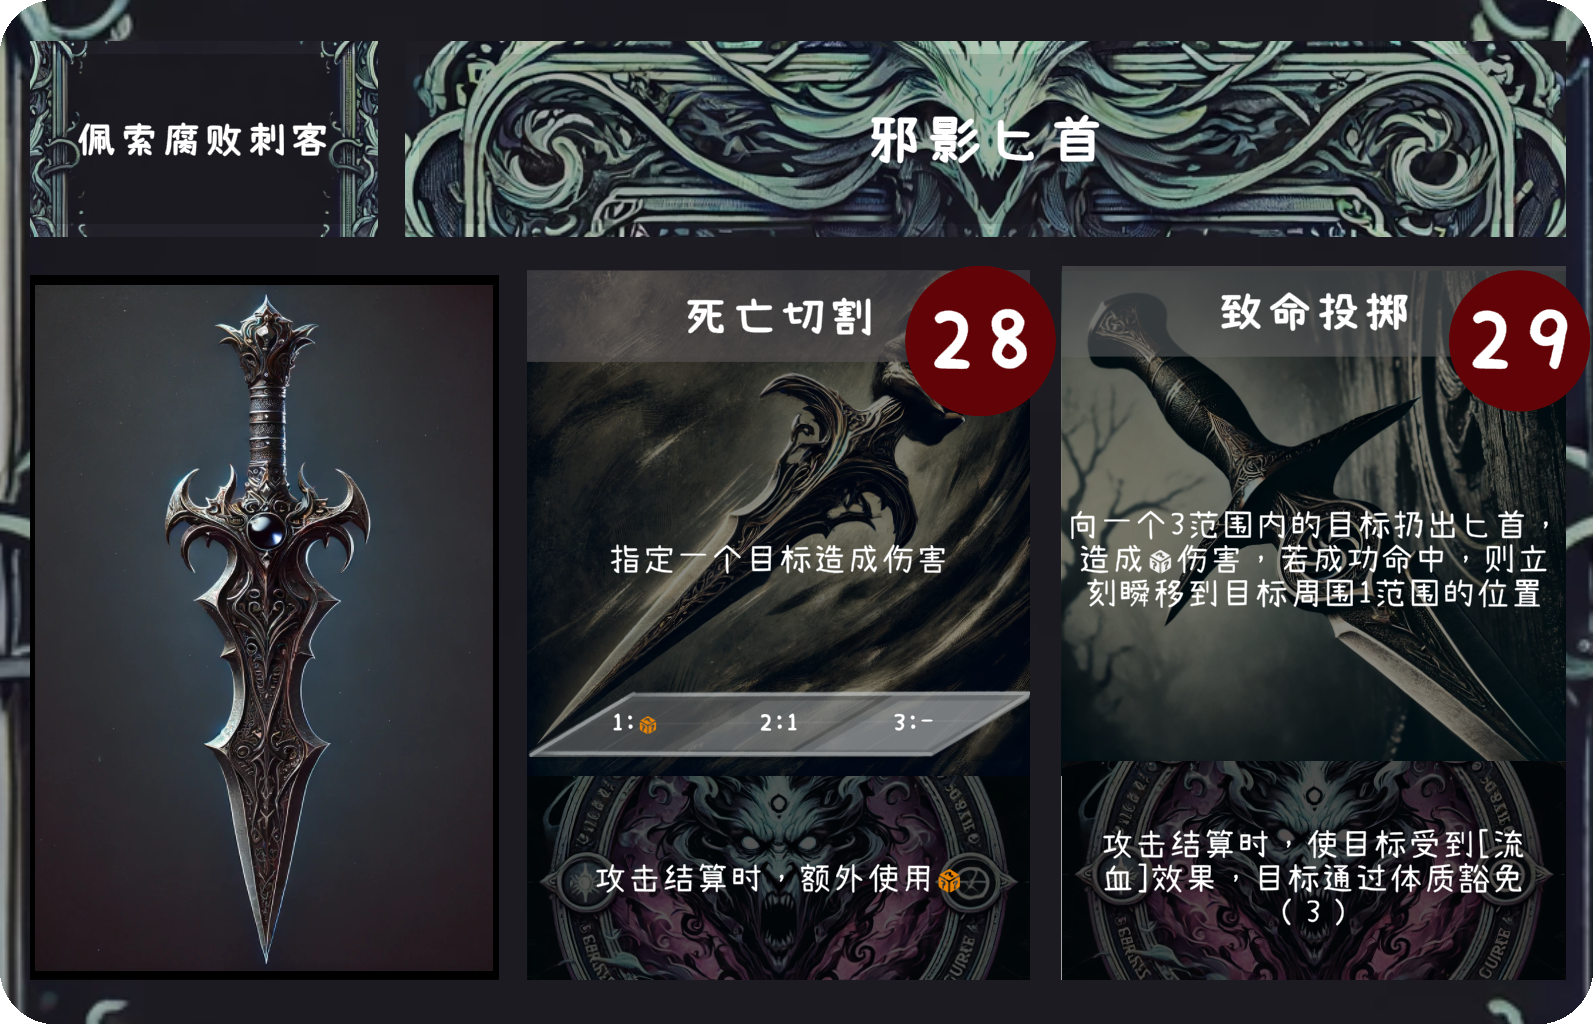 佩索腐败刺客
邪影匕首
死亡切割
28
指定一个目标造成伤害
1:
2:1
3:-
攻击结算时，额外使用
致命投掷
29
向一个3范围内的目标扔出匕首，
造成伤害，若成功命中，则立
刻瞬移到目标周围1范围的位置
攻击结算时，使目标受到[流
血]效果，目标通过体质豁免
(3)